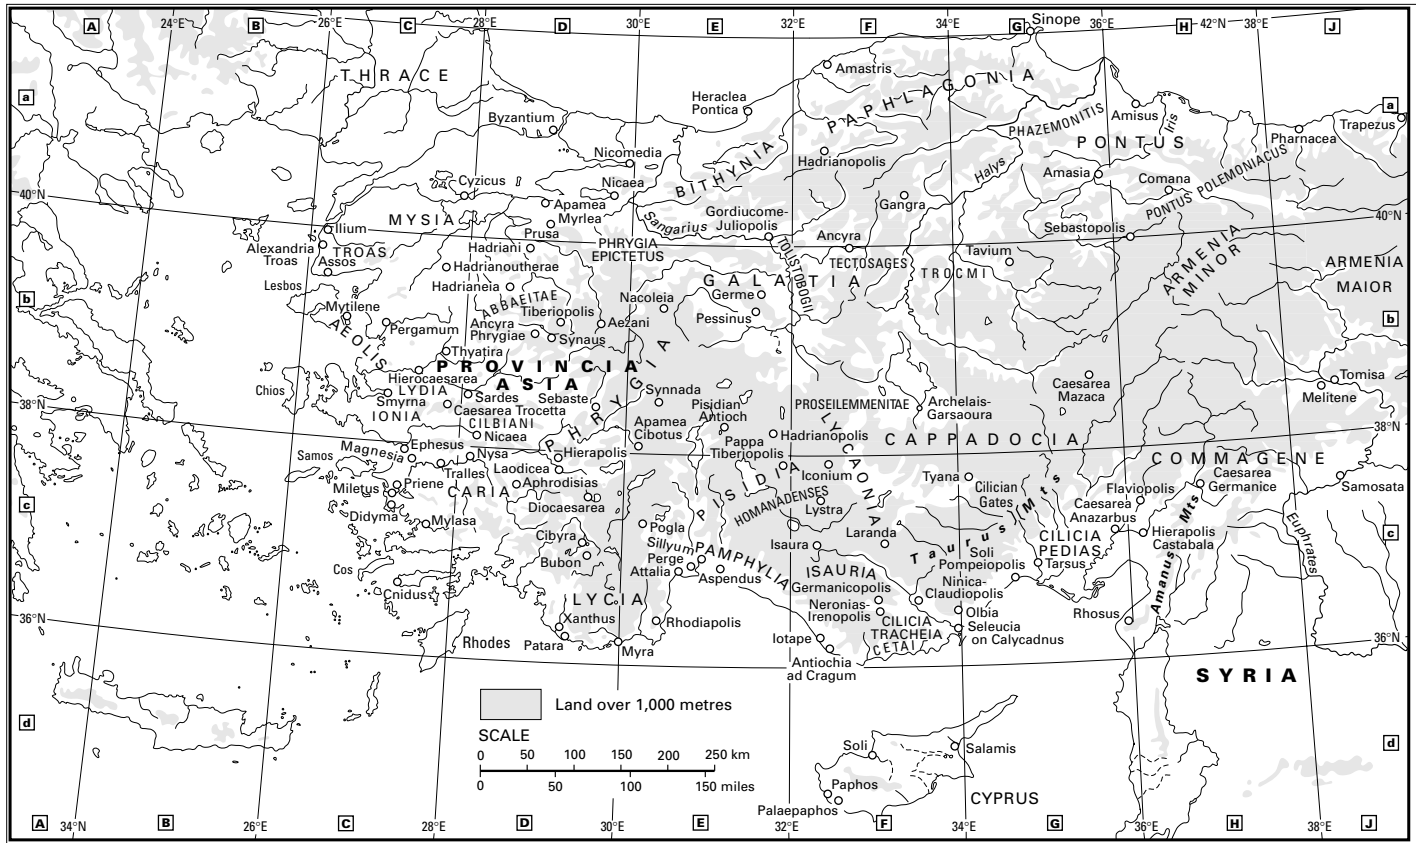 24°E
26°E
28°E
30°E
32°E
34°E
36°E
42°N
38°E
A
B
C
D
E
F
G
H
J
Sinope
THRACE
Amastris
PAPHLAGONIA
Heraclea
Pontica
a
a
Byzantium
PHAZEMONITIS
Amisus
Iris
Trapezus
Pharnacea
PONTUS
Nicomedia
BITHYNIA
Hadrianopolis
Halys
Amasia
Comana
PONTUS POLEMONIACUS
Cyzicus
Nicaea
40°N
Apamea
Myrlea
Gangra
MYSIA
Sangarius
Gordiucome-
Juliopolis
40°N
Ilium
Prusa
Ancyra
Sebastopolis
Alexandria
Troas
TROAS
Hadriani
PHRYGIA
EPICTETUS
TOLISTOBOGII
Tavium
ARMENIA
MINOR
Assos
Hadrianoutherae
TECTOSAGES
TROCMI
ARMENIA
MAIOR
Lesbos
Hadrianeia
GALATIA
b
Mytilene
ABBAEITAE
Nacoleia
Germe
b
Tiberiopolis
Pessinus
AEOLIS
Pergamum
Ancyra
Phrygiae
Aezani
Synaus
Thyatira
PROVINCIA
ASIA
Hierocaesarea
Chios
LYDIA
Smyrna
Sardes
Sebaste
Synnada
Caesarea
Mazaca
Tomisa
Melitene
38°N
IONIA
Caesarea Trocetta
PHRYGIA
Pisidian
Antioch
PROSEILEMMENITAE
Archelais-
Garsaoura
CILBIANI
Nicaea
Apamea
Cibotus
Hadrianopolis
38°N
Magnesia
Ephesus
Hierapolis
Pappa
Tiberiopolis
LYCAONIA
CAPPADOCIA
Samos
Nysa
Laodicea
COMMAGENE
Tralles
Iconium
Tyana
Caesarea
Germanice
Priene
Aphrodisias
PISIDIA
Cilician
Gates
Samosata
Miletus
CARIA
Flaviopolis
c
Diocaesarea
HOMANADENSES
Lystra
Caesarea
Anazarbus
c
Didyma
Mylasa
Pogla
Taurus Mts
Amanus Mts
Euphrates
Cibyra
Sillyum
Isaura
Laranda
CILICIA
PEDIAS
Hierapolis
Castabala
Bubon
Perge
PAMPHYLIA
Soli
Pompeiopolis
Tarsus
Cos
Attalia
Aspendus
ISAURIA
Germanicopolis
Ninica-
Claudiopolis
Cnidus
LYCIA
Neronias-
Irenopolis
Olbia
Rhosus
36°N
Xanthus
Rhodiapolis
CILICIA
TRACHEIA
Seleucia
on Calycadnus
Rhodes
Patara
Myra
Iotape
CETAI
36°N
Antiochia
ad Cragum
SYRIA
Land over 1,000 metres
d
SCALE
d
0 50 100 150 200 250 km
0 50 100 150 miles
Soli
Salamis
Paphos
Palaepaphos
CYPRUS
A
B
C
D
E
F
G
H
J
34°N
26°E
28°E
30°E
32°E
34°E
36°E
38°E